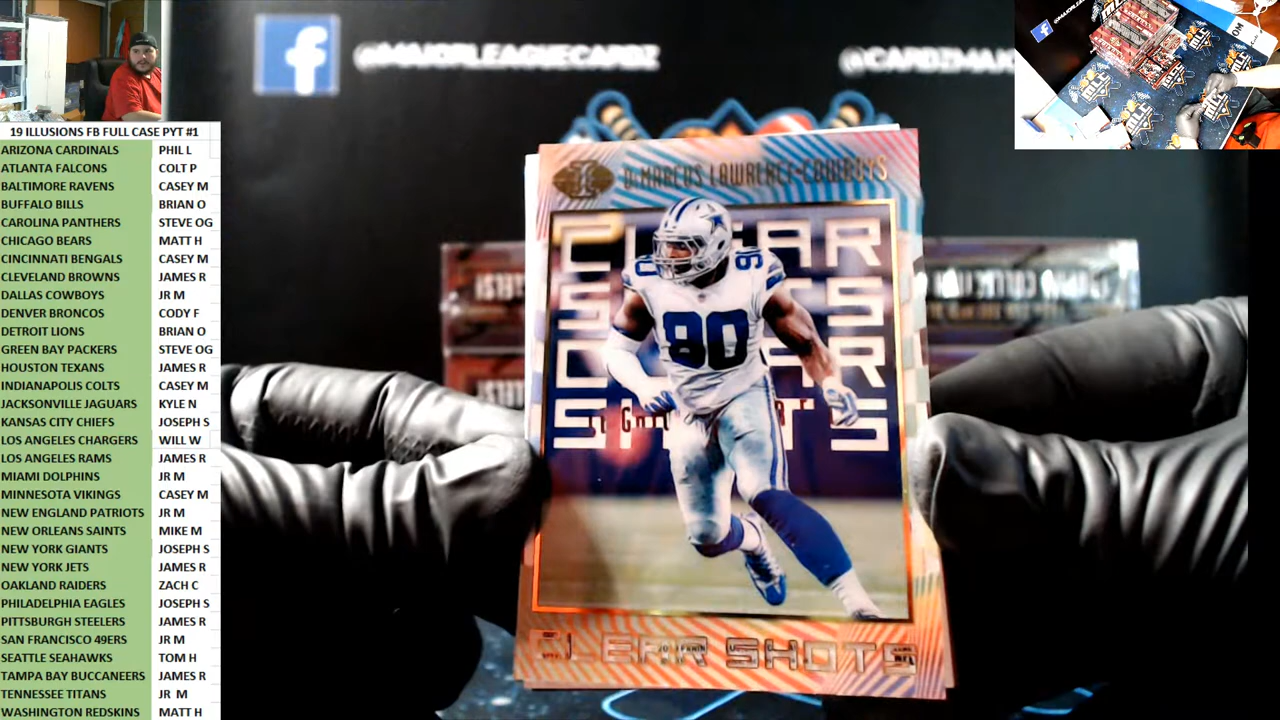 @MAJORLEAGUECARDZ
@CARDZMAJO
19 ILLUSIONS FB FULL CASE PYT #1
ARIZONA CARDINALS PHIL L
ATLANTA FALCONS COLT P
BALTIMORE RAVENS CASEY M
BUFFALO BILLS BRIAN O
CAROLINA PANTHERS STEVE OG
CHICAGO BEARS MATT H
CINCINNATI BENGALS CASEY M
CLEVELAND BROWNS JAMES R
DALLAS COWBOYS JR M
DENVER BRONCOS CODY F
DETROIT LIONS BRIAN O
GREEN BAY PACKERS STEVE OG
HOUSTON TEXANS JAMES R
INDIANAPOLIS COLTS CASEY M
JACKSONVILLE JAGUARS KYLE N
KANSAS CITY CHIEFS JOSEPH S
LOS ANGELES CHARGERS WILL W
LOS ANGELES RAMS JAMES R
MIAMI DOLPHINS JR M
MINNESOTA VIKINGS CASEY M
NEW ENGLAND PATRIOTS JR M
NEW ORLEANS SAINTS MIKE M
NEW YORK GIANTS JOSEPH S
NEW YORK JETS JAMES R
OAKLAND RAIDERS ZACH C
PHILADELPHIA EAGLES JOSEPH S
PITTSBURGH STEELERS JAMES R
SAN FRANCISCO 49ERS JR M
SEATTLE SEAHAWKS TOM H
TAMPA BAY BUCCANEERS JAMES R
TENNESSEE TITANS JR M
WASHINGTON REDSKINS MATT H
DeMARCUS LAWRENCE-COWBOYS
CLEAR
SHOTS
CLEAR
SHOTS
90
90
CLEAR SHOTS